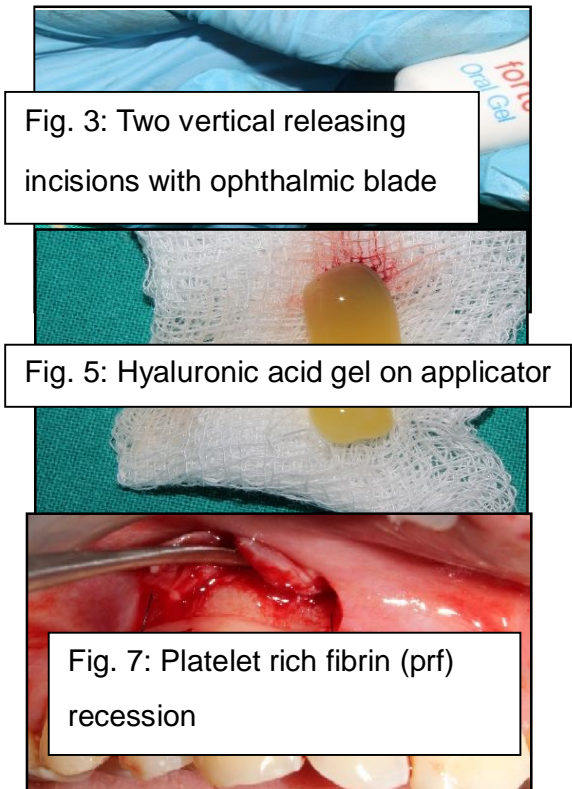 forte
Oral Gel
Fig. 3: Two vertical releasing
incisions with ophthalmic blade
Fig. 5: Hyaluronic acid gel on applicator
Fig. 7: Platelet rich fibrin (prf)
recession